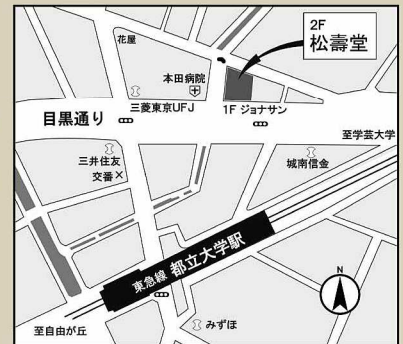 2F
松壽堂
花屋
本田病院
三菱東京UFJ
1F ジョナサン
目黒通り
至学芸大学
三井住友
交番
城南信金
東急線 都立大学駅
N
みずほ
至自由が丘